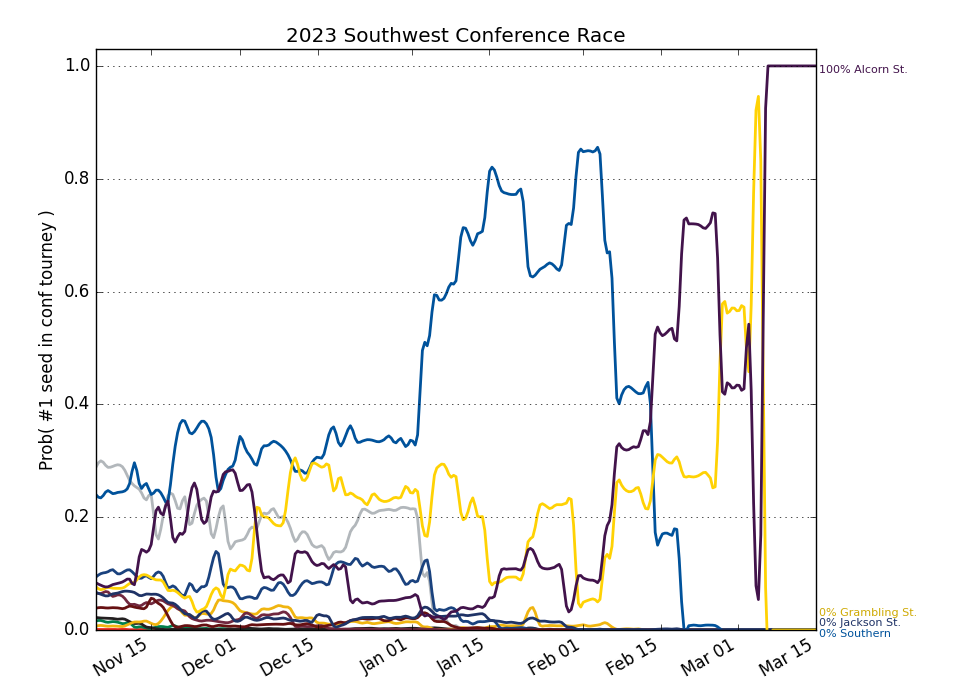 2023 Southwest Conference Race
Prob( #1 seed in conf tourney )
1.0
0.8
0.6
0.4
0.2
0.0
100% Alcorn St.
0% Grambling St.
0% Jackson St.
0% Southern
Nov 15
Dec 01
Dec 15
Jan 01
Jan 15
Feb 01
Feb 15
Mar 01
Mar 15